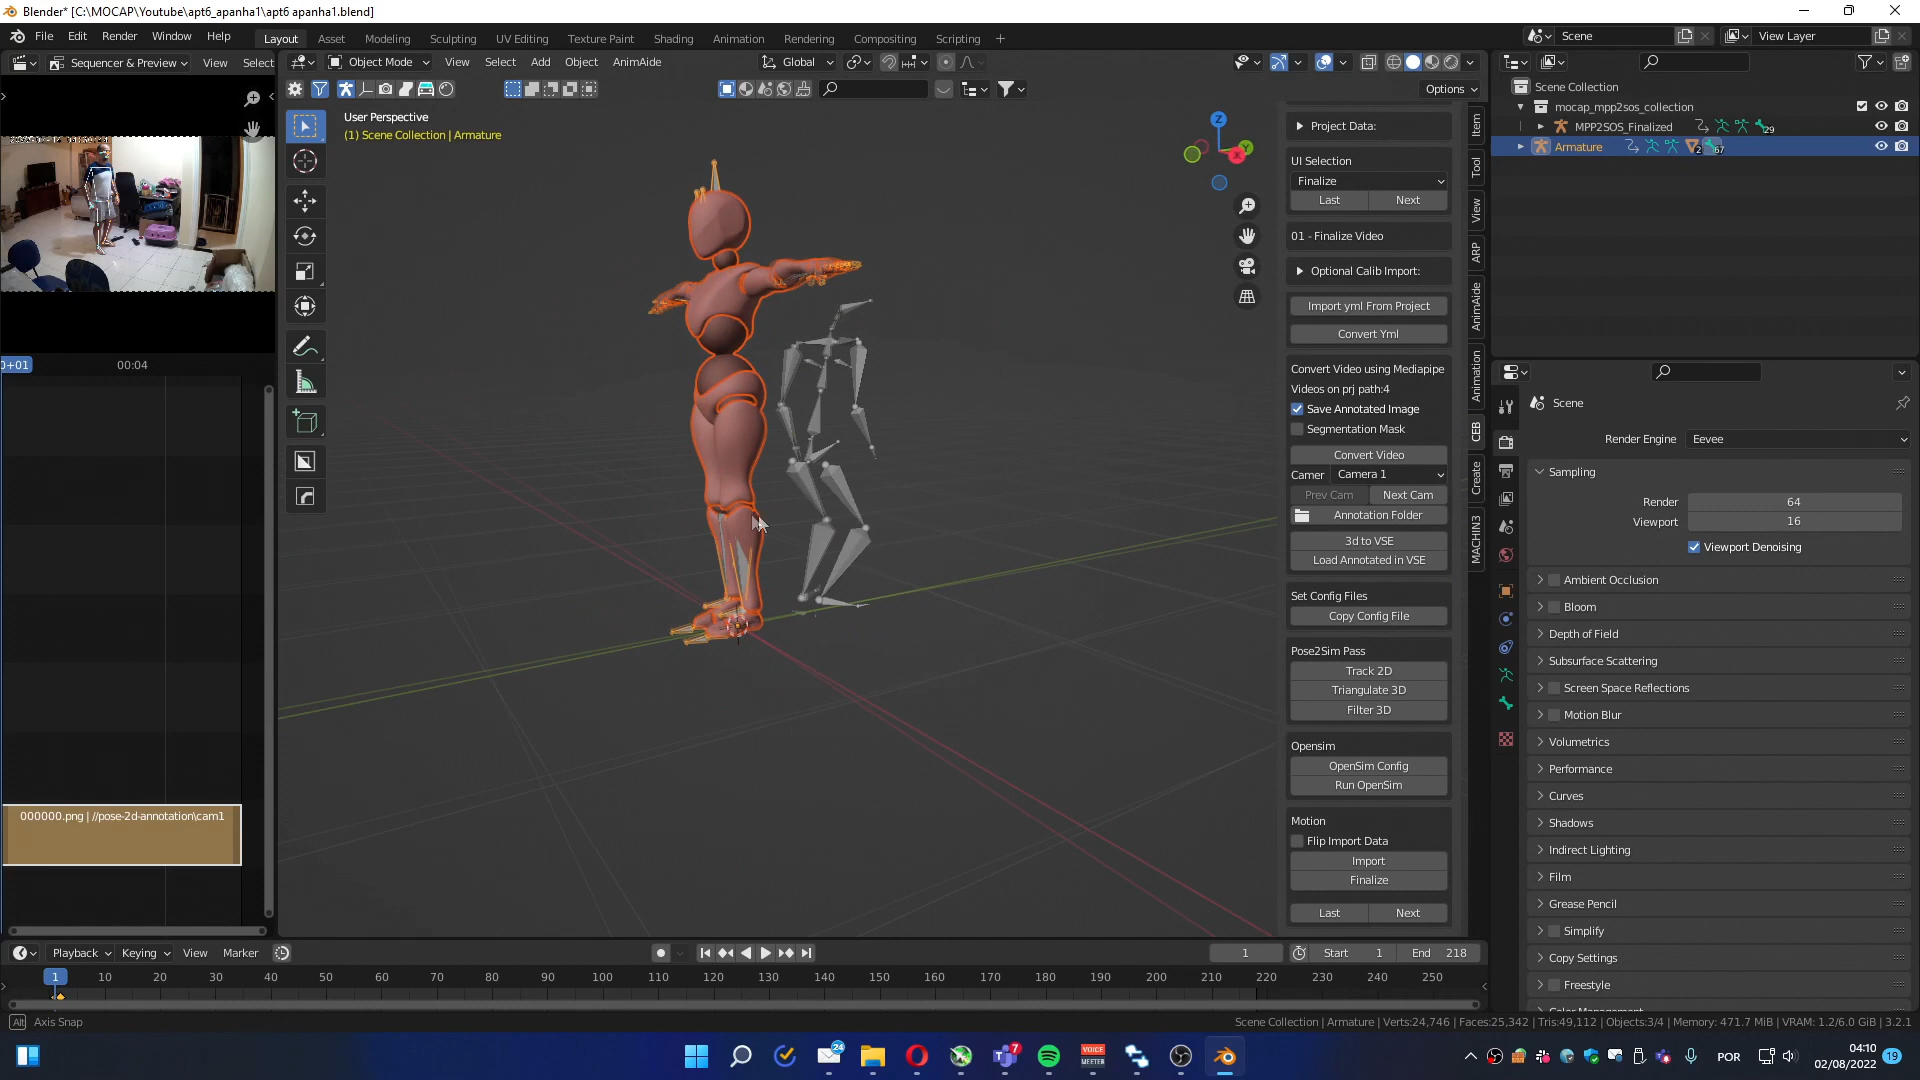 Blender* [C:\MOCAP\Youtube\apt6_apanha1\apt6 apanha1.blend]
File Edit Render Window Help
Layout Asset Modeling Sculpting UV Editing Texture Paint Shading Animation Rendering Compositing Scripting +
Scene View Layer
Sequencer & Preview View Select
Object Mode View Select Add Object AnimAide Global
Options
User Perspective
(1) Scene Collection | Armature
Z
Y
X
0+01 00:04
000000.png | //pose-2d-annotation\cam1
Project Data:
UI Selection
Finalize
Last Next
01 - Finalize Video
Optional Calib Import:
Import yml From Project
Convert Yml
Convert Video using Mediapipe
Videos on prj path:4
Save Annotated Image
Segmentation Mask
Convert Video
Camer Camera 1
Prev Cam Next Cam
Annotation Folder
3d to VSE
Load Annotated in VSE
Set Config Files
Copy Config File
Pose2Sim Pass
Track 2D
Triangulate 3D
Filter 3D
Opensim
OpenSim Config
Run OpenSim
Motion
Flip Import Data
Import
Finalize
Last Next
Item
Tool
View
ARP
AnimAide
Animation
CEB
Create
MACHIN3
Scene Collection
mocap_mpp2sos_collection
MPP2SOS_Finalized 29
Armature 2 67
Scene
Render Engine Eevee
Sampling
Render 64
Viewport 16
Viewport Denoising
Ambient Occlusion
Bloom
Depth of Field
Subsurface Scattering
Screen Space Reflections
Motion Blur
Volumetrics
Performance
Curves
Shadows
Indirect Lighting
Film
Grease Pencil
Simplify
Copy Settings
Freestyle
Color Management
Playback Keying View Marker
1 Start 1 End 218
1 10 20 30 40 50 60 70 80 90 100 110 120 130 140 150 160 170 180 190 200 210 220 230 240 250
Alt Axis Snap
Scene Collection | Armature | Verts:24,746 | Faces:25,342 | Tris:49,112 | Objects:3/4 | Memory: 471.7 MiB | VRAM: 1.2/6.0 GiB | 3.2.1
24 7 VOICE MEETER
POR 04:10
02/08/2022 19